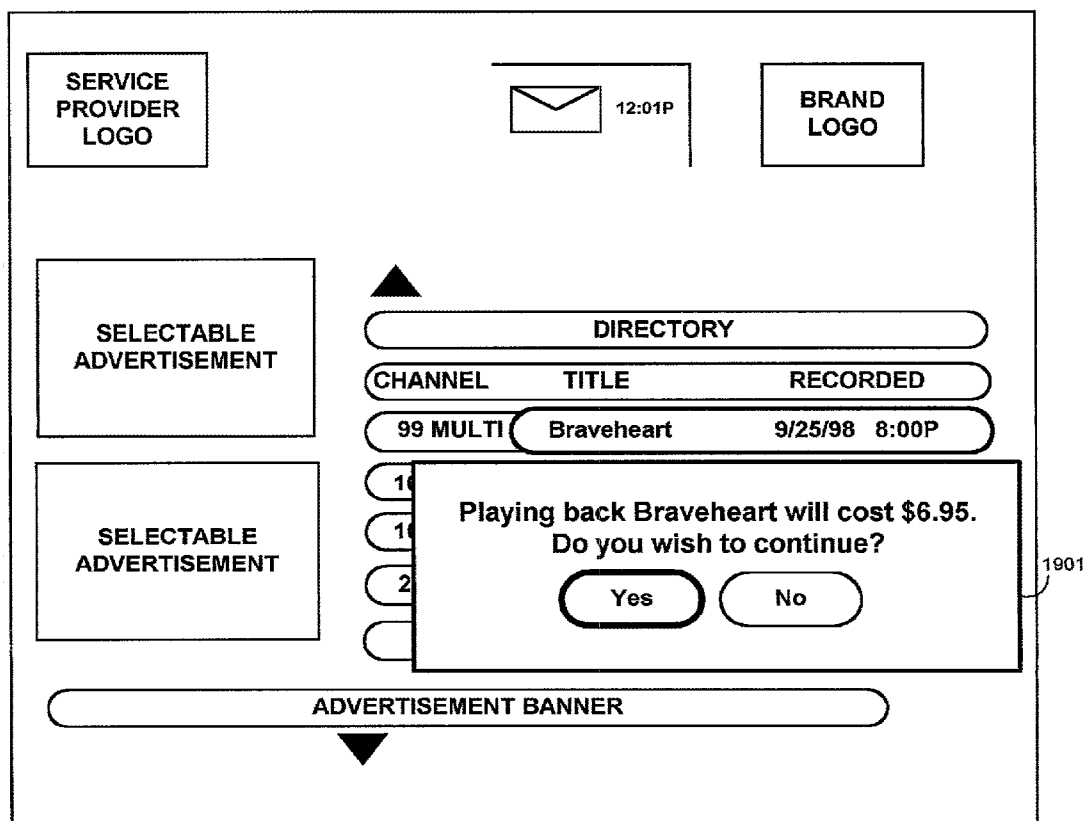 SERVICE
PROVIDER
LOGO
12:01P
BRAND
LOGO
SELECTABLE
ADVERTISEMENT
DIRECTORY
CHANNEL TITLE RECORDED
99 MULTI Braveheart 9/25/98 8:00P
SELECTABLE
ADVERTISEMENT
Playing back Braveheart will cost $6.95.
Do you wish to continue?
Yes No
1901
ADVERTISEMENT BANNER